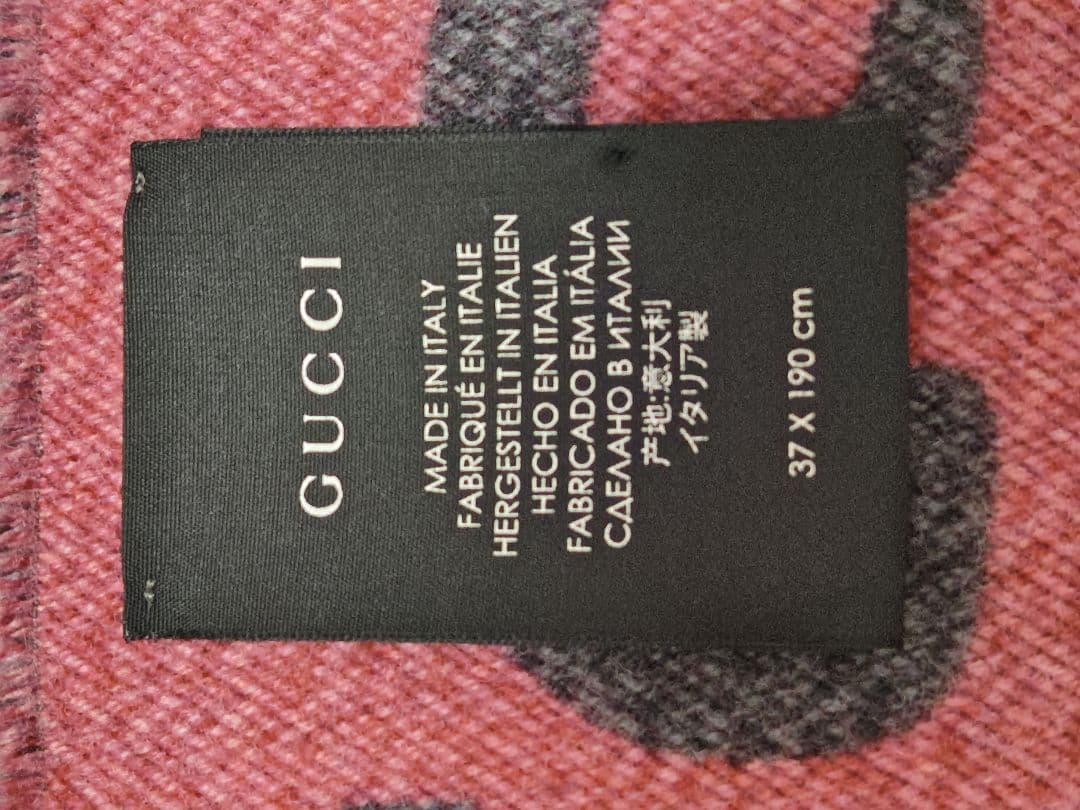 GUCCI
MADE IN ITALY
FABRIQUÉ EN ITALIE
HERGESTELLT IN ITALIEN
HECHO EN ITALIA
FABRICADO EM ITÁLIA
СДЕЛАНО В ИТАЛИИ
产地:意大利
イタリア製
37 X 190 cm